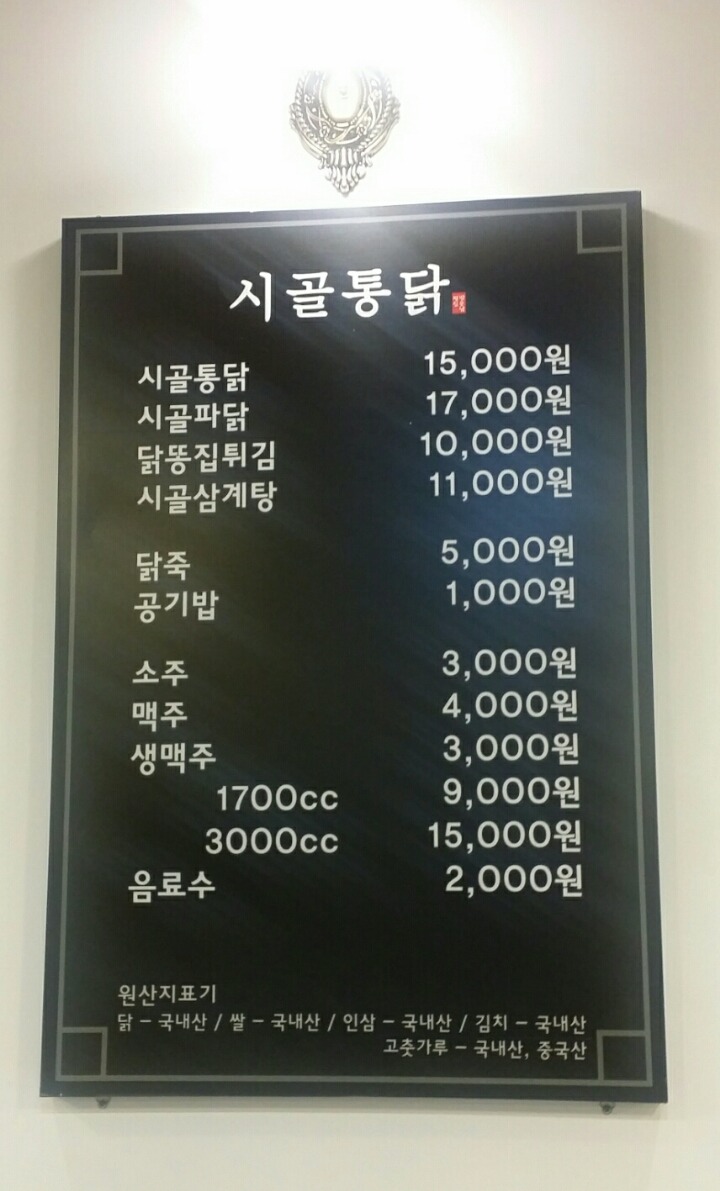 시골통닭
시골통닭 15,000원
시골파닭 17,000원
닭똥집튀김 10,000원
시골삼계탕 11,000원
닭죽 5,000원
공기밥 1,000원
소주 3,000원
맥주 4,000원
생맥주 3,000원
1700cc 9,000원
3000cc 15,000원
음료수 2,000원
원산지표기
닭 – 국내산 / 쌀 – 국내산 / 인삼 – 국내산 / 김치 – 국내산
고춧가루 – 국내산, 중국산